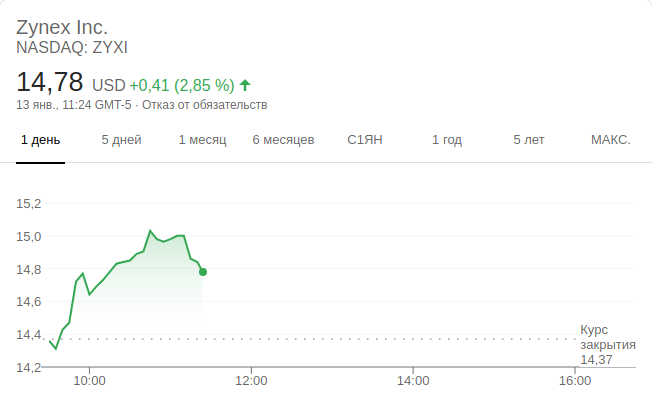 Zynex Inc.
NASDAQ: ZYXI
14,78 USD +0,41 (2,85 %)
13 янв., 11:24 GMT-5 · Отказ от обязательств
1 день 5 дней 1 месяц 6 месяцев С1ЯН 1 год 5 лет МАКС.
15,2
15,0
14,8
14,6
14,4
14,2
Курс
закрытия
14,37
10:00 12:00 14:00 16:00